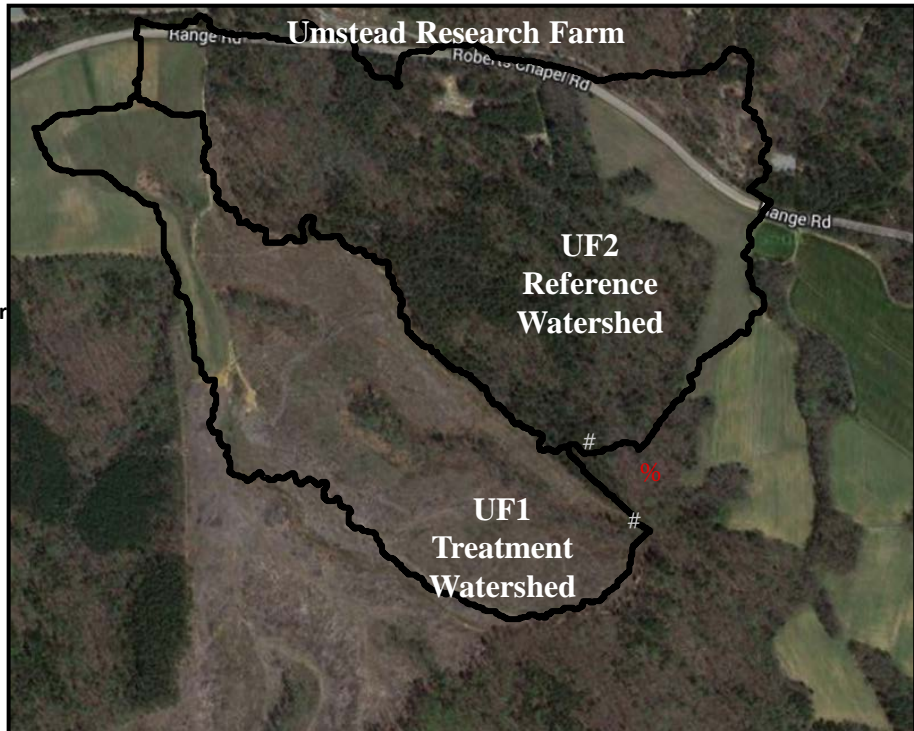 Umstead Research Farm
Range Rd
Roberts Chapel Rd
Range Rd
UF2
Reference
Watershed
r
#
%
UF1
#
Treatment
Watershed